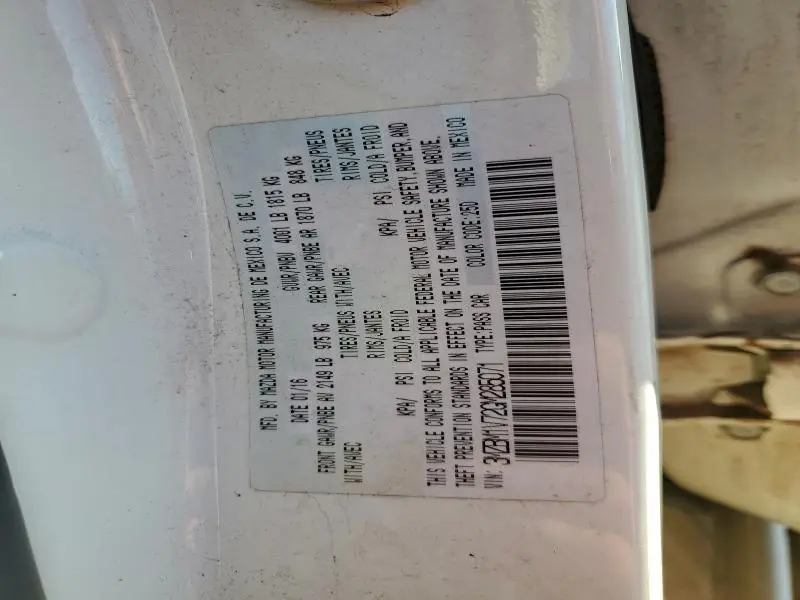 MFD. BY MAZDA MOTOR MANUFACTURING DE MEXICO S.A. DE C.V.
DATE 01/16 GVWR/PNBV 4001 LB 1815 KG
FRONT GAWR/PNBE AV 2149 LB 975 KG REAR GAWR/PNBE AR 1870 LB 848 KG
WITH/AVEC TIRES/PNEUS WITH/AVEC TIRES/PNEUS
RIMS/JANTES RIMS/JANTES
KPA/ PSI COLD/A FROID KPA/ PSI COLD/A FROID
THIS VEHICLE CONFORMS TO ALL APPLICABLE FEDERAL MOTOR VEHICLE SAFETY,BUMPER,AND
THEFT PREVENTION STANDARDS IN EFFECT ON THE DATE OF MANUFACTURE SHOWN ABOVE.
VIN: 3MZBM1V72GM285071 TYPE:PASS CAR COLOR CODE:25D MADE IN MEXICO